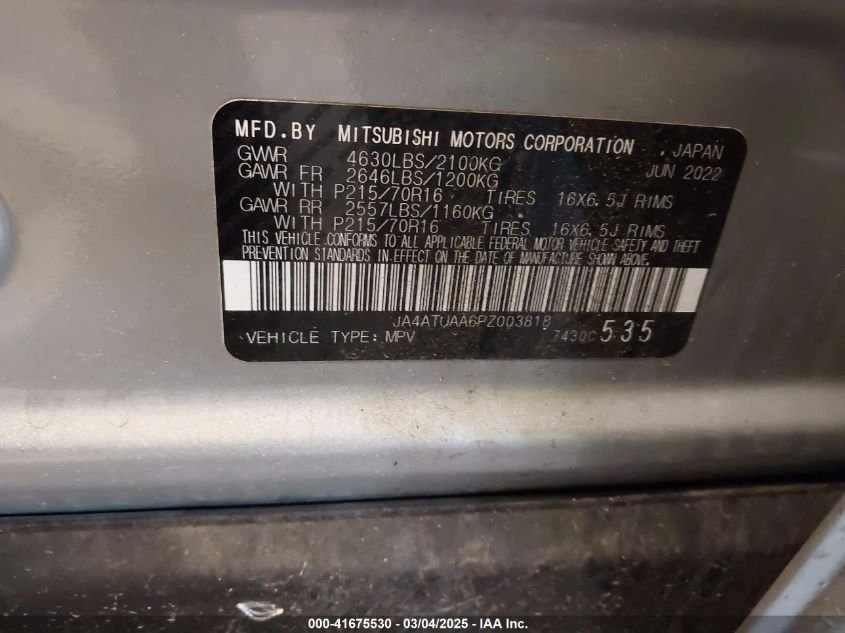 MFD.BY MITSUBISHI MOTORS CORPORATION JAPAN
GVWR 4630LBS/2100KG JUN 2022
GAWR FR 2646LBS/1200KG
WITH P215/70R16 TIRES 16X6.5J RIMS
GAWR RR 2557LBS/1160KG
WITH P215/70R16 TIRES 16X6.5J RIMS
THIS VEHICLE CONFORMS TO ALL APPLICABLE FEDERAL MOTOR VEHICLE SAFETY AND THEFT
PREVENTION STANDARDS IN EFFECT ON THE DATE OF MANUFACTURE SHOWN ABOVE.
JA4ATUAA6PZ003818
VEHICLE TYPE: MPV 7430C 535
000-41675530 - 03/04/2025 - IAA Inc.